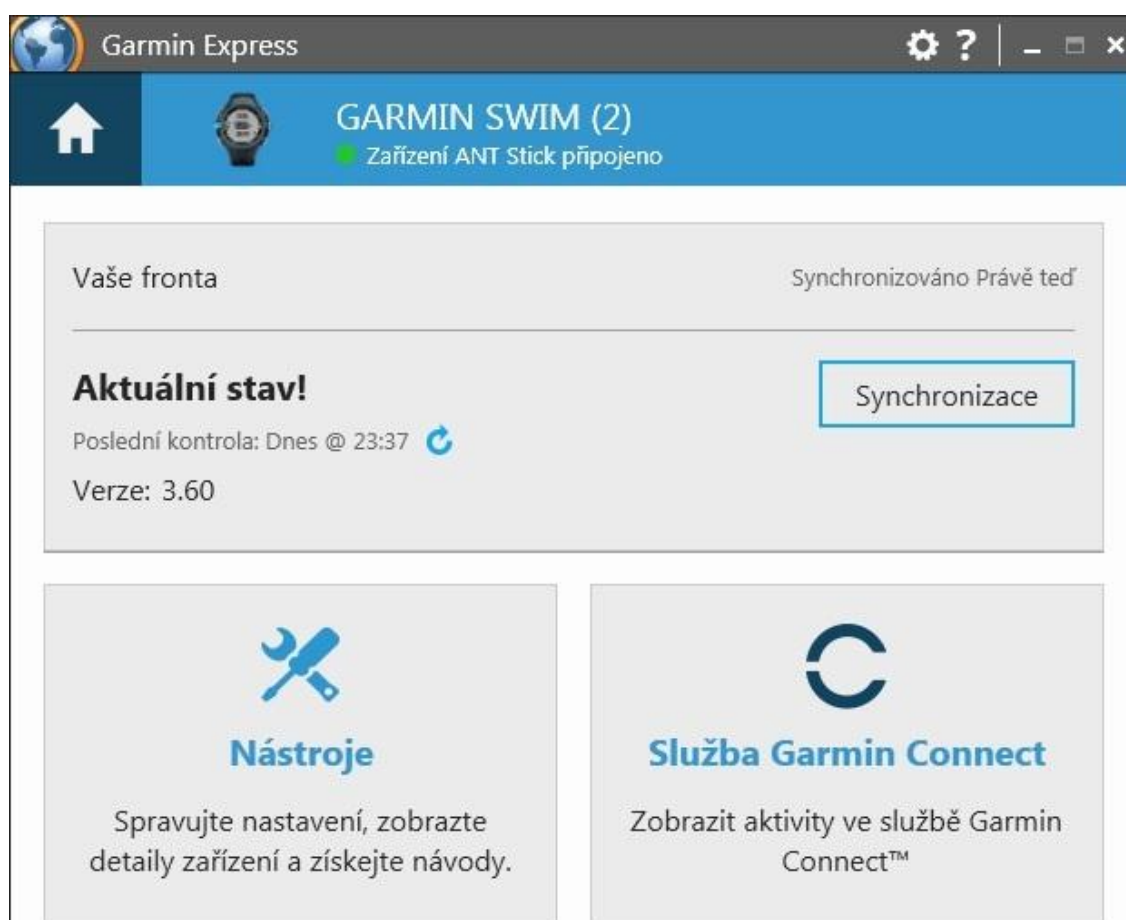 Garmin Express
?
GARMIN SWIM (2)
Zařízení ANT Stick připojeno
Vaše fronta
Synchronizováno Právě teď
Aktuální stav!
Synchronizace
Poslední kontrola: Dnes @ 23:37
Verze: 3.60
Nástroje
Spravujte nastavení, zobrazte
detaily zařízení a získejte návody.
Služba Garmin Connect
Zobrazit aktivity ve službě Garmin
Connect™